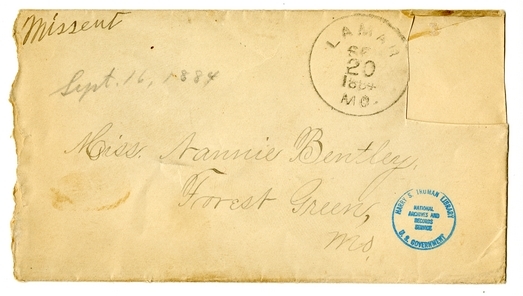 Missent
LAMAR
SEP
20
1884
MO.
Sept. 16, 1884
Miss. Nannie Bentley,
Forest Green,
Mo.
HARRY S. TRUMAN LIBRARY
NATIONAL
ARCHIVES AND
RECORDS
SERVICE
U. S. GOVERNMENT